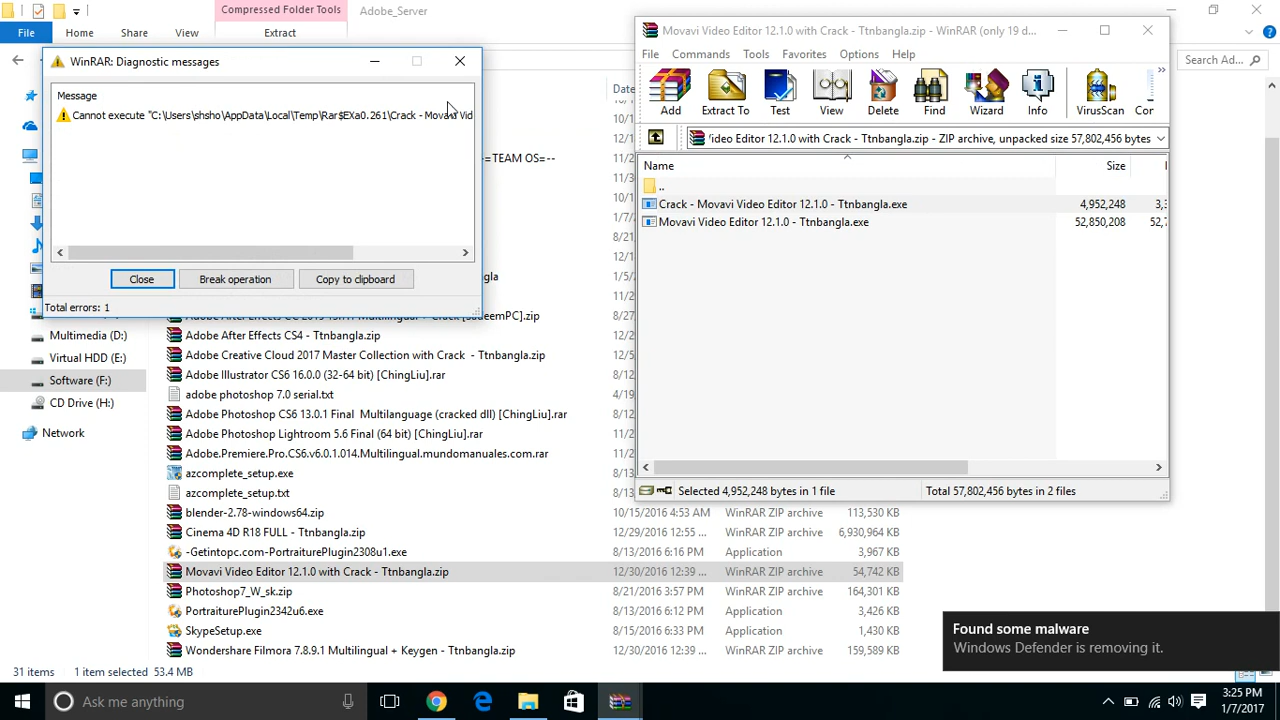 Compressed Folder Tools
Adobe_Server
File
Home
Share
View
Extract
Search Ad...
WinRAR: Diagnostic messages
Message
Cannot execute "C:\Users\shsho\AppData\Local\Temp\Rar$EXa0.261\Crack - Movavi Vid
Close
Break operation
Copy to clipboard
Total errors: 1
Movavi Video Editor 12.1.0 with Crack - Ttnbangla.zip - WinRAR (only 19 d...
File Commands Tools Favorites Options Help
Add
Extract To
Test
View
Delete
Find
Wizard
Info
VirusScan
Cor
'ideo Editor 12.1.0 with Crack - Ttnbangla.zip - ZIP archive, unpacked size 57,802,456 bytes
Name
Size
..
Crack - Movavi Video Editor 12.1.0 - Ttnbangla.exe 4,952,248
Movavi Video Editor 12.1.0 - Ttnbangla.exe 52,850,208 52,7
Selected 4,952,248 bytes in 1 file
Total 57,802,456 bytes in 2 files
Date
=TEAM OS=--
Multimedia (D:)
Virtual HDD (E:)
Software (F:)
CD Drive (H:)
Network
Adobe After Effects CS4 - Ttnbangla.zip
Adobe Creative Cloud 2017 Master Collection with Crack - Ttnbangla.zip
Adobe Illustrator CS6 16.0.0 (32-64 bit) [ChingLiu].rar
adobe photoshop 7.0 serial.txt
Adobe Photoshop CS6 13.0.1 Final Multilanguage (cracked dll) [ChingLiu].rar
Adobe Photoshop Lightroom 5.6 Final (64 bit) [ChingLiu].rar
Adobe.Premiere.Pro.CS6.v6.0.1.014.Multilingual.mundomanuales.com.rar
azcomplete_setup.exe
azcomplete_setup.txt
blender-2.78-windows64.zip 10/15/2016 4:53 AM WinRAR ZIP archive 113,530 KB
Cinema 4D R18 FULL - Ttnbangla.zip 12/29/2016 12:55 ... WinRAR ZIP archive 6,930,964 KB
-Getintopc.com-PortraiturePlugin2308u1.exe 8/13/2016 6:16 PM Application 3,967 KB
Movavi Video Editor 12.1.0 with Crack - Ttnbangla.zip 12/30/2016 12:39 ... WinRAR ZIP archive 54,742 KB
Photoshop7_W_sk.zip 8/21/2016 3:57 PM WinRAR ZIP archive 164,301 KB
PortraiturePlugin2342u6.exe 8/13/2016 6:12 PM Application 3,426 KB
SkypeSetup.exe 8/15/2016 6:33 PM Application 1,430 KB
Wondershare Filmora 7.8.9.1 Multilingual + Keygen - Ttnbangla.zip 12/30/2016 12:39 ... WinRAR ZIP archive 159,589 KB
31 items 1 item selected 53.4 MB
Found some malware
Windows Defender is removing it.
Ask me anything
3:25 PM
1/7/2017